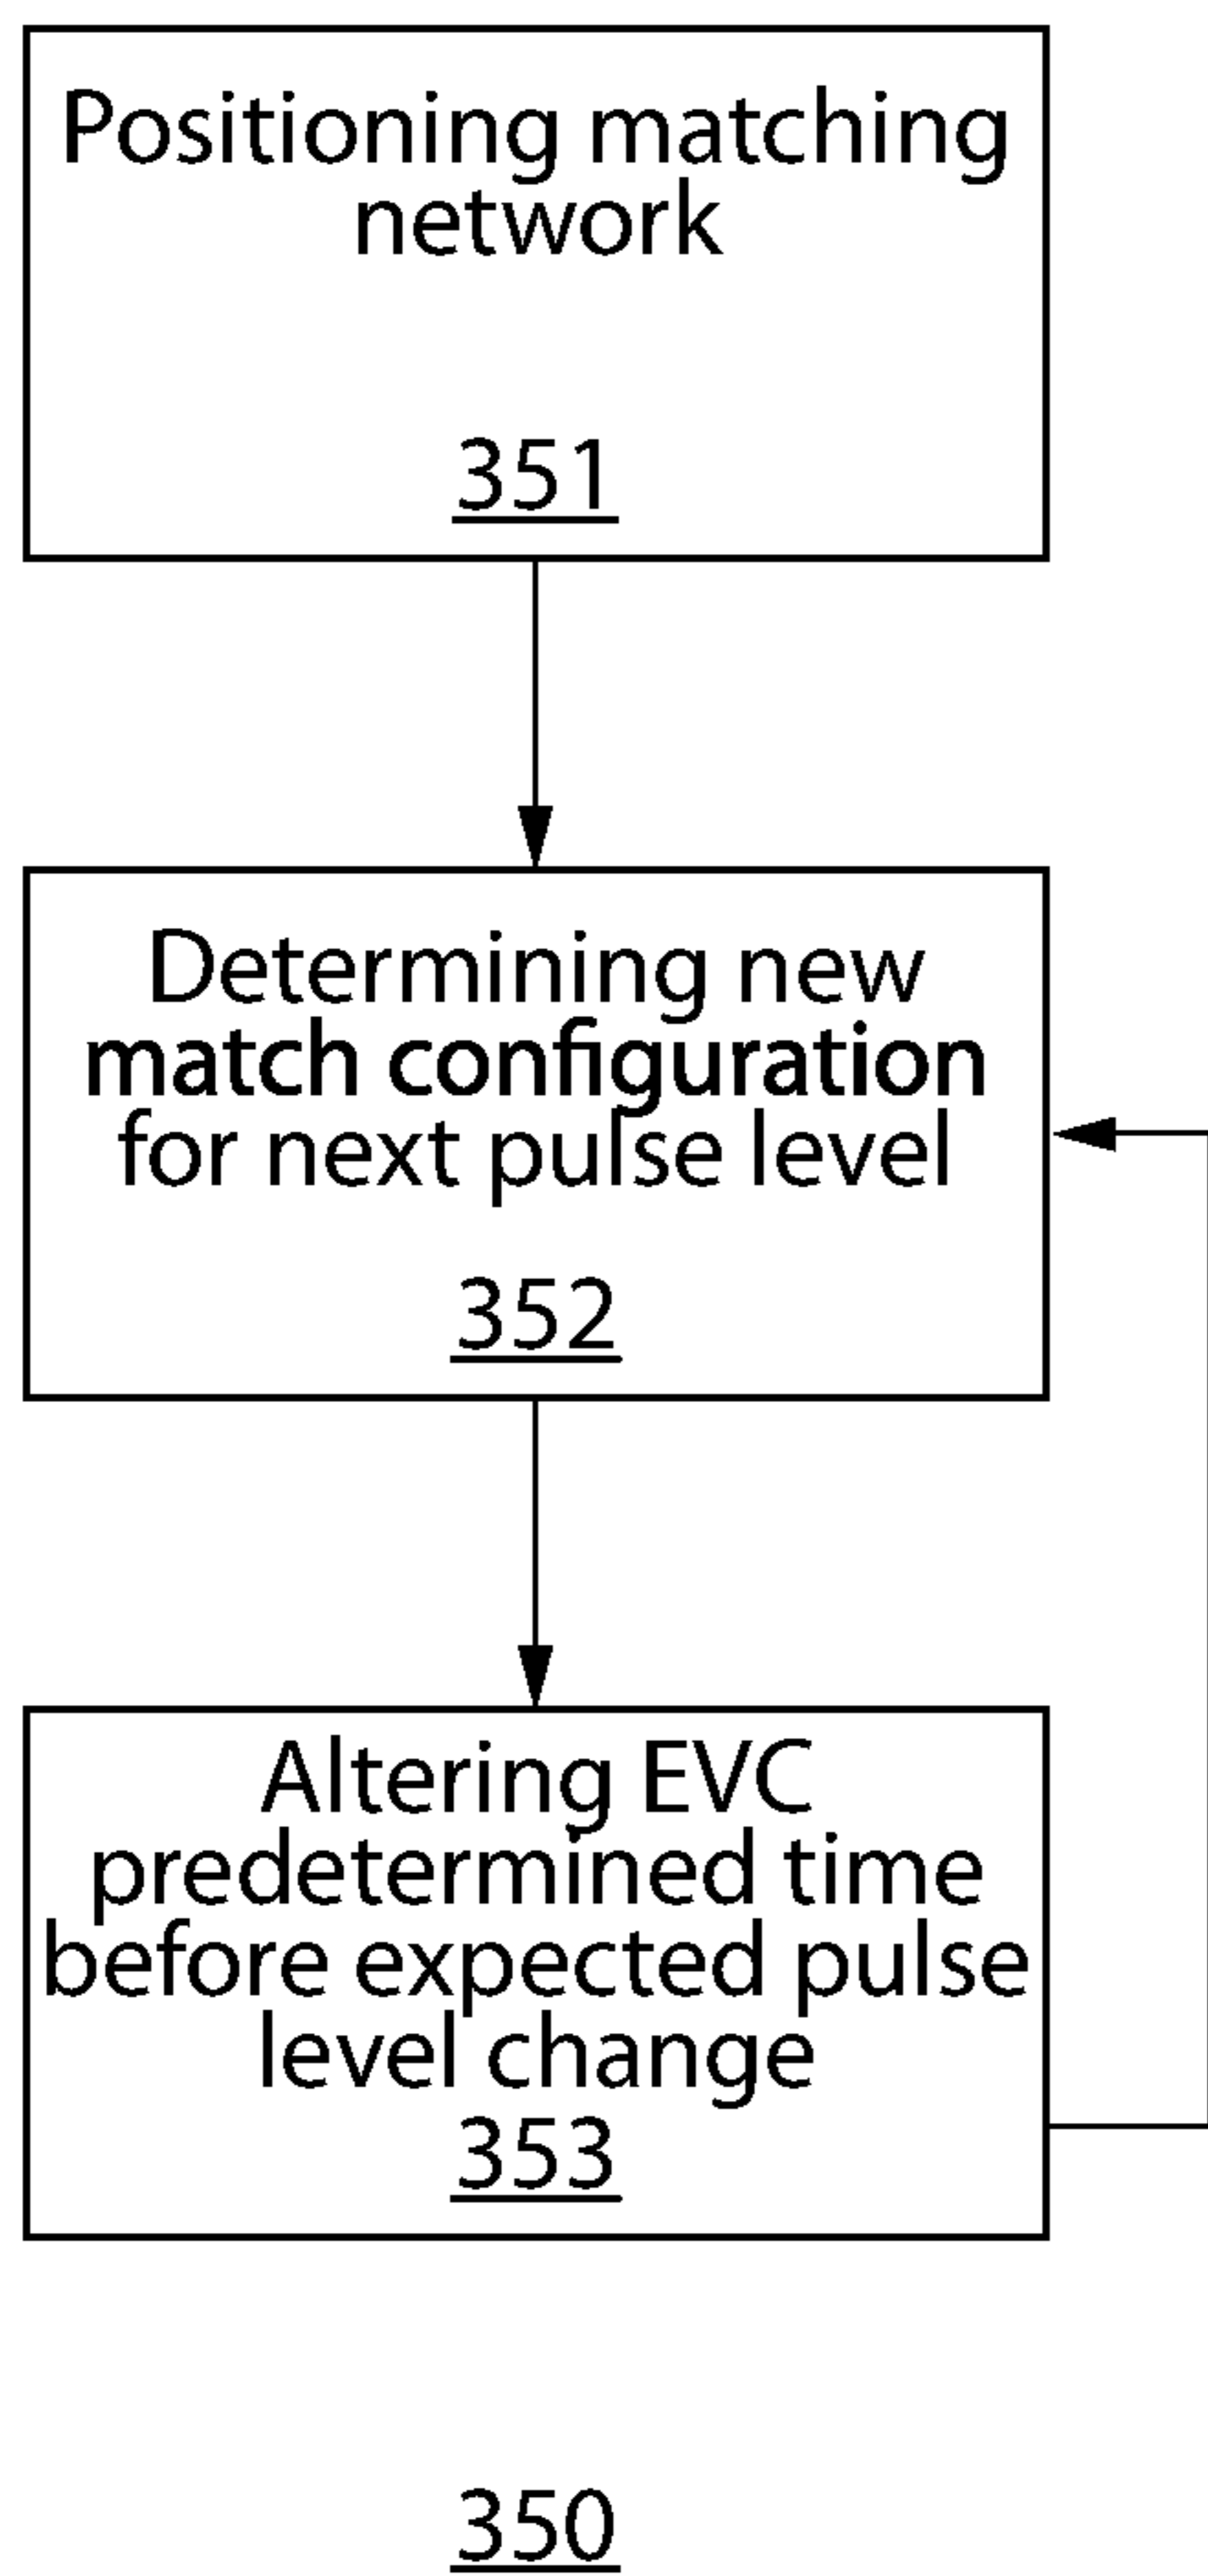 Positioning matching
network
351
Determining new
match configuration
for next pulse level
352
Altering EVC
predetermined time
before expected pulse
level change
353
350